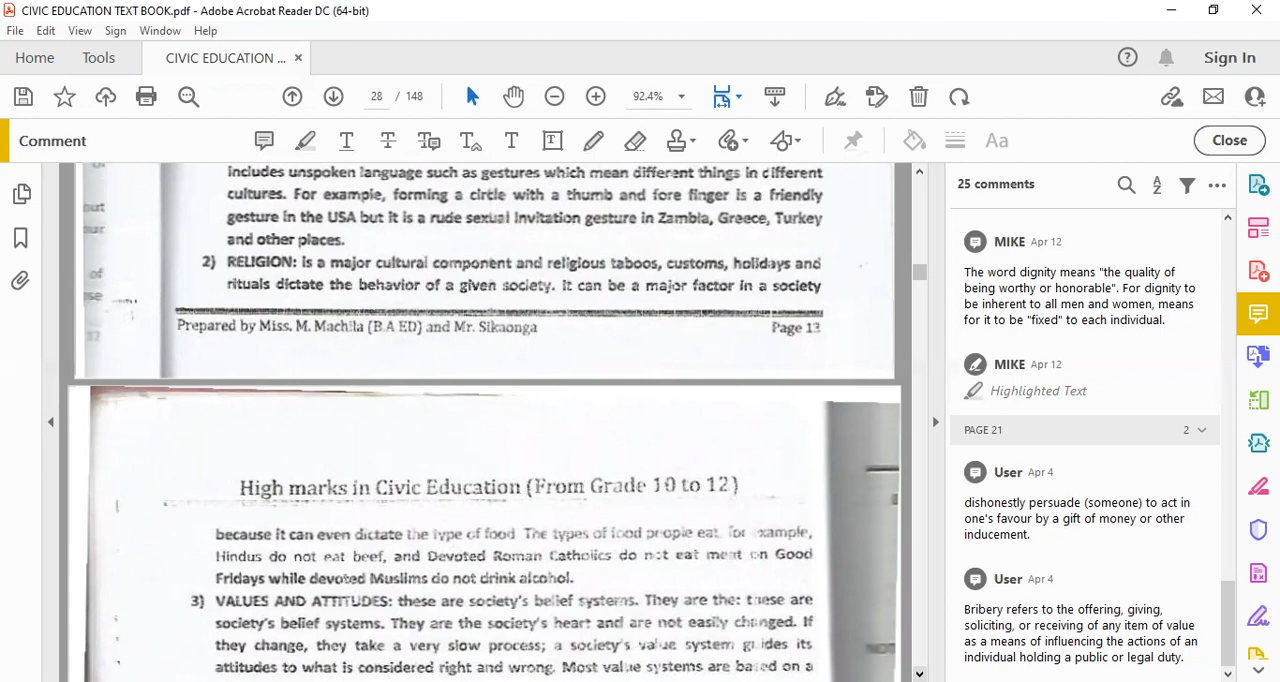 CIVIC EDUCATION TEXT BOOK.pdf - Adobe Acrobat Reader DC (64-bit)
File Edit View Sign Window Help
Home Tools CIVIC EDUCATION ... × Sign In
28 / 148 92.4%
Comment Close
includes unspoken language such as gestures which mean different things in different
cultures. For example, forming a circle with a thumb and fore finger is a friendly
gesture in the USA but it is a rude sexual invitation gesture in Zambia, Greece, Turkey
and other places.
2) RELIGION: is a major cultural component and religious taboos, customs, holidays and
rituals dictate the behavior of a given society. It can be a major factor in a society
Prepared by Miss. M. Machila (B.A ED) and Mr. Sikaonga Page 13
High marks in Civic Education (From Grade 10 to 12)
because it can even dictate the type of food. The types of food people eat, for example,
Hindus do not eat beef, and Devoted Roman Catholics do not eat meat on Good
Fridays while devoted Muslims do not drink alcohol.
3) VALUES AND ATTITUDES: these are society's belief systems. They are the: these are
society's belief systems. They are the society's heart and are not easily changed. If
they change, they take a very slow process; a society's value system guides its
attitudes to what is considered right and wrong. Most value systems are based on a
25 comments
MIKE Apr 12
The word dignity means "the quality of
being worthy or honorable". For dignity to
be inherent to all men and women, means
for it to be "fixed" to each individual.
MIKE Apr 12
Highlighted Text
PAGE 21 2
User Apr 4
dishonestly persuade (someone) to act in
one's favour by a gift of money or other
inducement.
User Apr 4
Bribery refers to the offering, giving,
soliciting, or receiving of any item of value
as a means of influencing the actions of an
individual holding a public or legal duty.